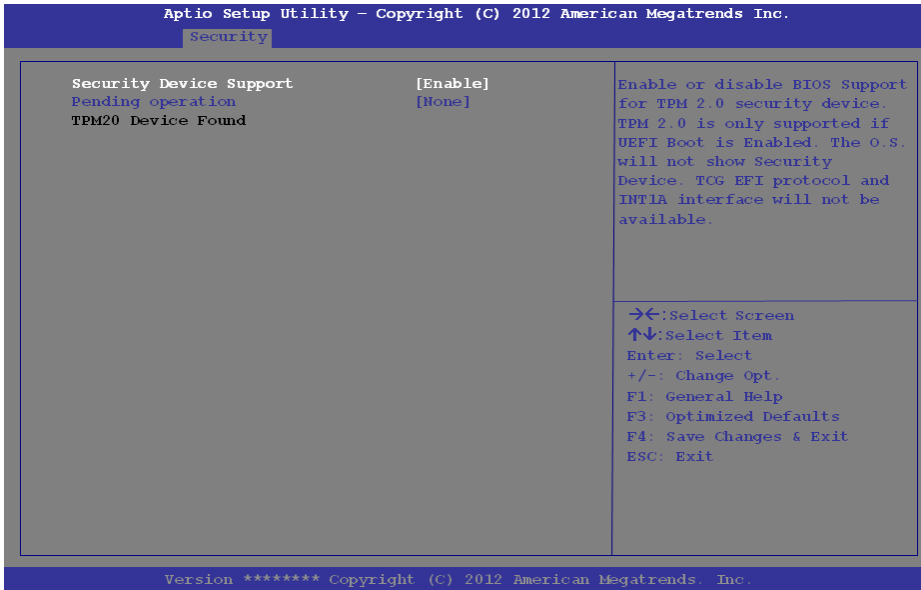 Aptio Setup Utility – Copyright (C) 2012 American Megatrends Inc.
Security
Security Device Support [Enable]
Pending operation [None]
TPM20 Device Found
Enable or disable BIOS Support
for TPM 2.0 security device.
TPM 2.0 is only supported if
UEFI Boot is Enabled. The O.S.
will not show Security
Device. TCG EFI protocol and
INT1A interface will not be
available.
→←:Select Screen
↑↓:Select Item
Enter: Select
+/-: Change Opt.
F1: General Help
F3: Optimized Defaults
F4: Save Changes & Exit
ESC: Exit
Version ******** Copyright (C) 2012 American Megatrends. Inc.